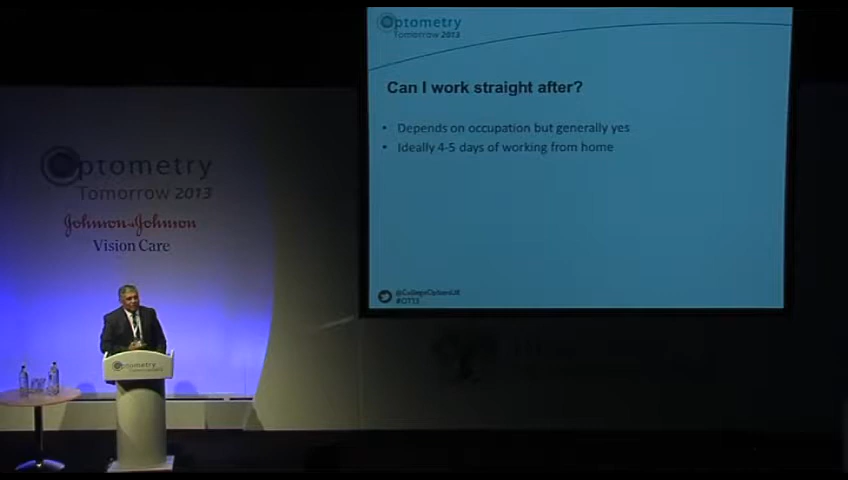 Optometry
Tomorrow 2013
Can I work straight after?
• Depends on occupation but generally yes
• Ideally 4-5 days of working from home
@CollegeOptomUK
#OT13
Optometry
Tomorrow 2013
Johnson & Johnson
Vision Care
Optometry